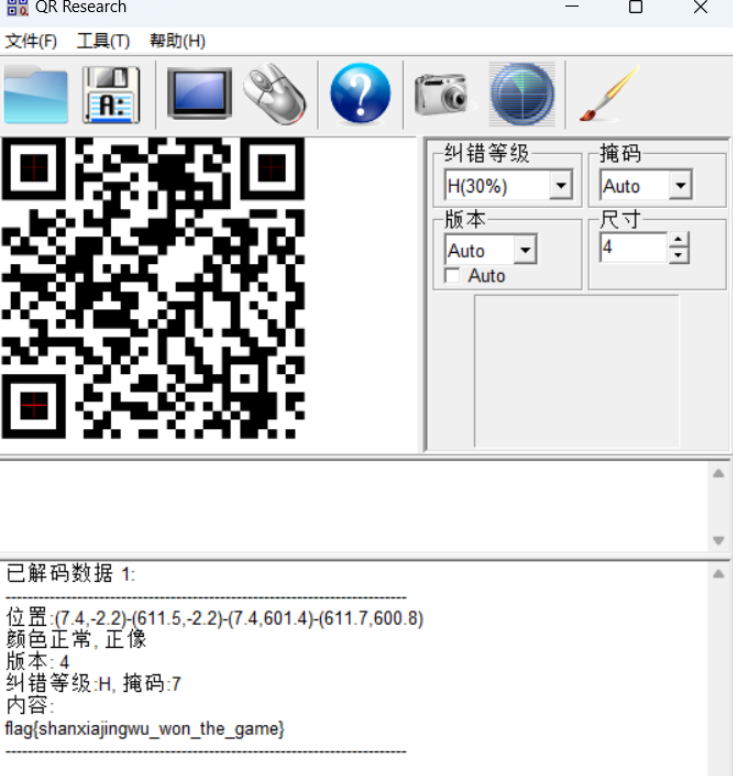 QR Research
文件(F) 工具(T) 帮助(H)
A:
?
纠错等级 掩码
H(30%) Auto
版本 尺寸
Auto 4
Auto
已解码数据 1:
--------------------------------------------------------------------------------
位置:(7.4,-2.2)-(611.5,-2.2)-(7.4,601.4)-(611.7,600.8)
颜色正常, 正像
版本: 4
纠错等级:H, 掩码:7
内容:
flag{shanxiajingwu_won_the_game}
--------------------------------------------------------------------------------